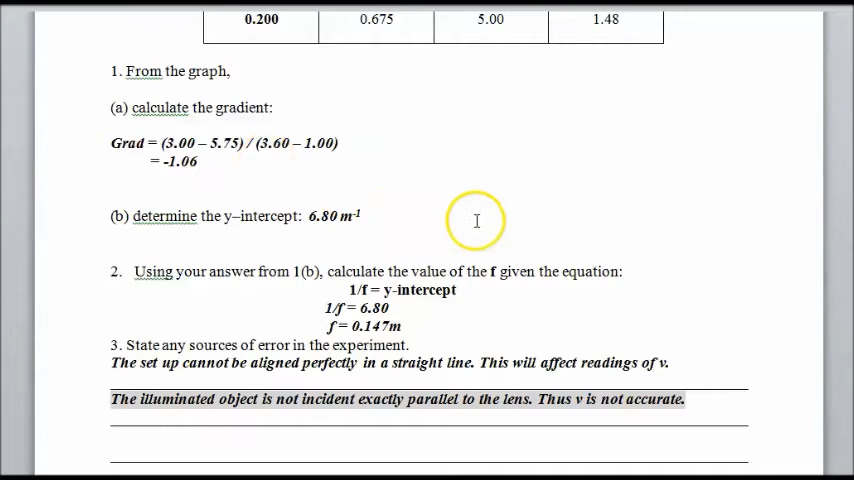 0.200 0.675 5.00 1.48
1. From the graph,
(a) calculate the gradient:
Grad = (3.00 – 5.75) / (3.60 – 1.00)
= -1.06
(b) determine the y–intercept: 6.80 m⁻¹
2. Using your answer from 1(b), calculate the value of the f given the equation:
1/f = y-intercept
1/f = 6.80
f = 0.147m
3. State any sources of error in the experiment.
The set up cannot be aligned perfectly in a straight line. This will affect readings of v.
The illuminated object is not incident exactly parallel to the lens. Thus v is not accurate.